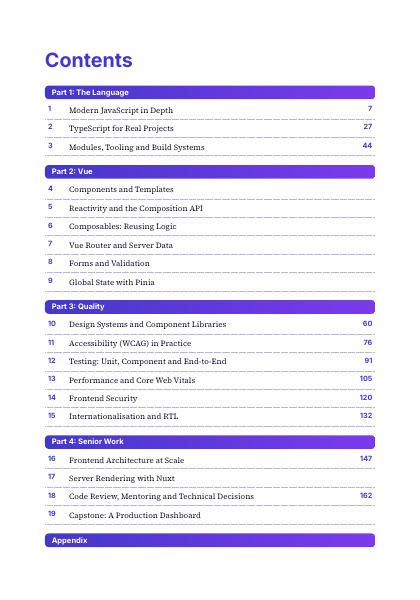 Contents
Part 1: The Language
1 Modern JavaScript in Depth 7
2 TypeScript for Real Projects 27
3 Modules, Tooling and Build Systems 44
Part 2: Vue
4 Components and Templates
5 Reactivity and the Composition API
6 Composables: Reusing Logic
7 Vue Router and Server Data
8 Forms and Validation
9 Global State with Pinia
Part 3: Quality
10 Design Systems and Component Libraries 60
11 Accessibility (WCAG) in Practice 76
12 Testing: Unit, Component and End-to-End 91
13 Performance and Core Web Vitals 105
14 Frontend Security 120
15 Internationalisation and RTL 132
Part 4: Senior Work
16 Frontend Architecture at Scale 147
17 Server Rendering with Nuxt
18 Code Review, Mentoring and Technical Decisions 162
19 Capstone: A Production Dashboard
Appendix